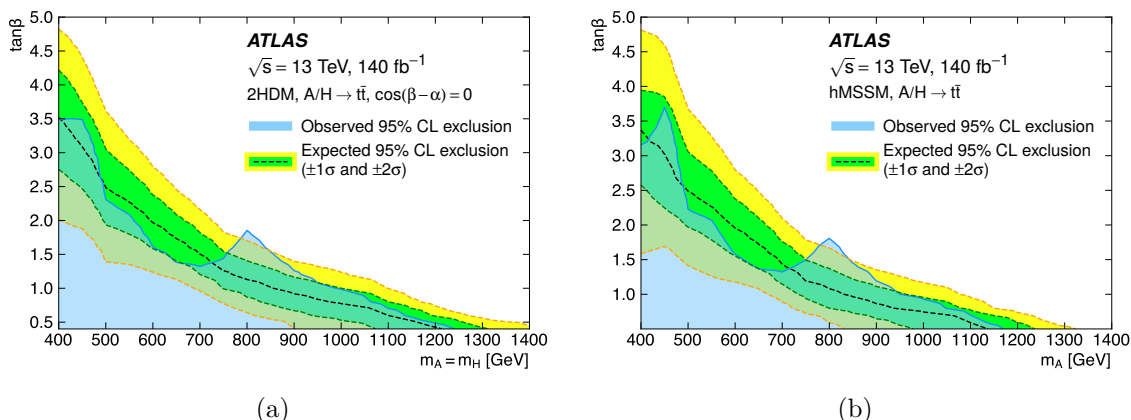 tanβ
5.0
4.5
4.0
3.5
3.0
2.5
2.0
1.5
1.0
0.5
ATLAS
√s = 13 TeV, 140 fb⁻¹
2HDM, A/H → tt̄, cos(β−α) = 0
Observed 95% CL exclusion
Expected 95% CL exclusion
(±1σ and ±2σ)
400 500 600 700 800 900 1000 1100 1200 1300 1400
m_A = m_H [GeV]
(a)
tanβ
5.0
4.5
4.0
3.5
3.0
2.5
2.0
1.5
1.0
ATLAS
√s = 13 TeV, 140 fb⁻¹
hMSSM, A/H → tt̄
Observed 95% CL exclusion
Expected 95% CL exclusion
(±1σ and ±2σ)
400 500 600 700 800 900 1000 1100 1200 1300 1400
m_A [GeV]
(b)